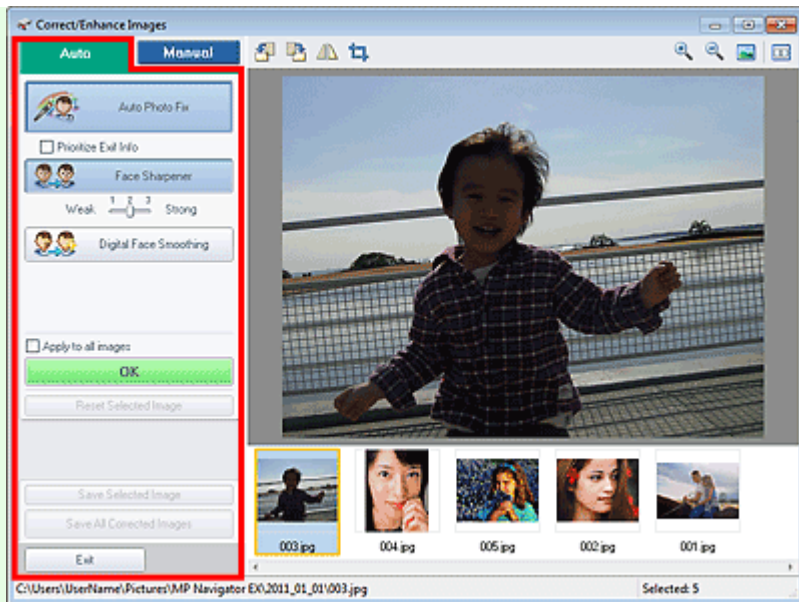 Correct/Enhance Images
Auto Manual
Auto Photo Fix
Prioritize Exif Info
Face Sharpener
1 2 3
Weak Strong
Digital Face Smoothing
Apply to all images
OK
Reset Selected Image
Save Selected Image
Save All Corrected Images
Exit
003.jpg 004.jpg 005.jpg 002.jpg 001.jpg
C:\Users\UserName\Pictures\MP Navigator EX\2011_01_01\003.jpg Selected: 5